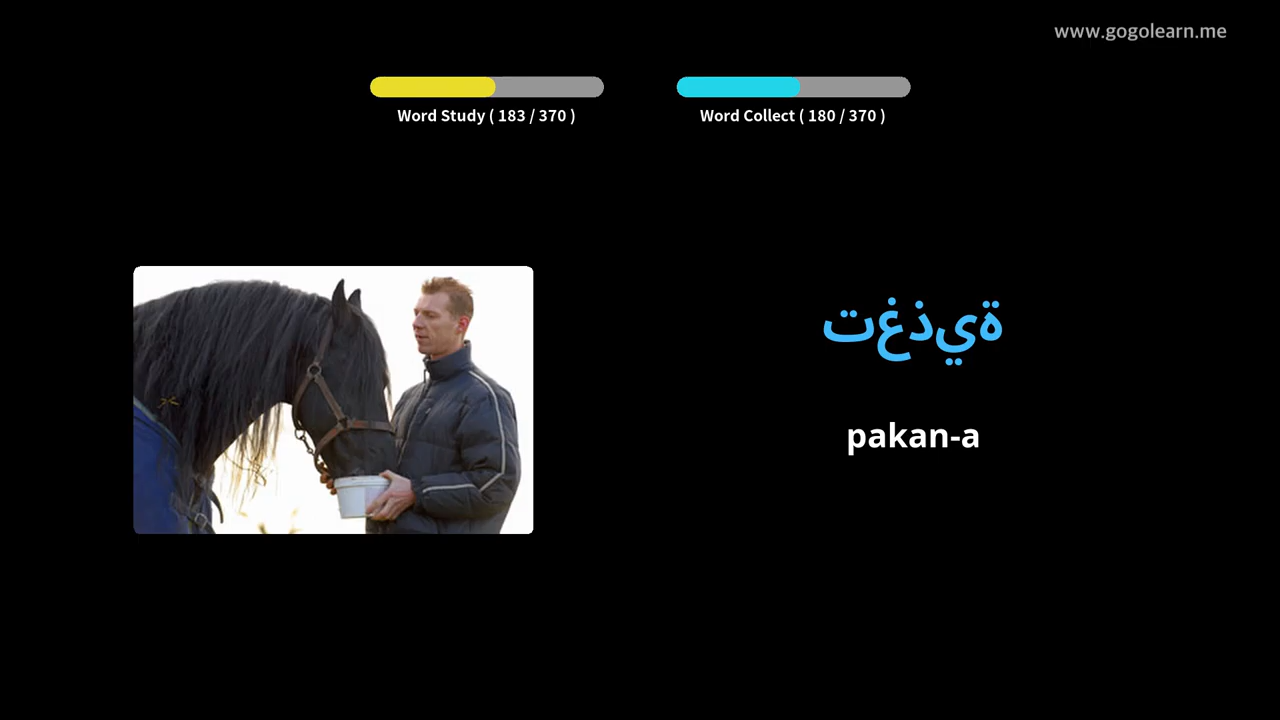 www.gogolearn.me
Word Study ( 183 / 370 )
Word Collect ( 180 / 370 )
تغذية
pakan-a